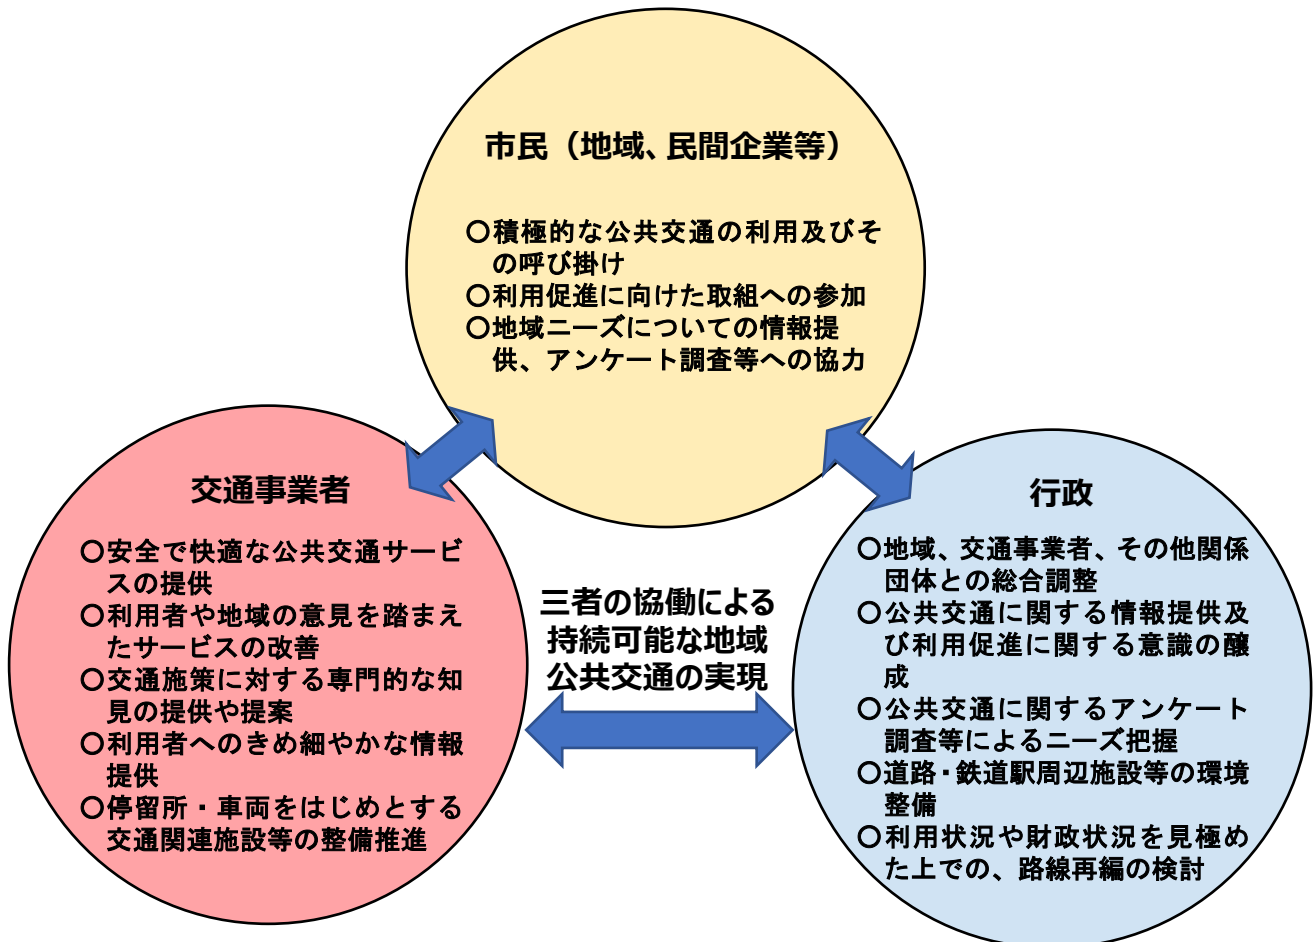 市民（地域、民間企業等）
○積極的な公共交通の利用及びそ
の呼び掛け
○利用促進に向けた取組への参加
○地域ニーズについての情報提
供、アンケート調査等への協力
交通事業者
○安全で快適な公共交通サービ
スの提供
○利用者や地域の意見を踏まえ
たサービスの改善
○交通施策に対する専門的な知
見の提供や提案
○利用者へのきめ細やかな情報
提供
○停留所・車両をはじめとする
交通関連施設等の整備推進
三者の協働による
持続可能な地域
公共交通の実現
行政
○地域、交通事業者、その他関係
団体との総合調整
○公共交通に関する情報提供及
び利用促進に関する意識の醸
成
○公共交通に関するアンケート
調査等によるニーズ把握
○道路・鉄道駅周辺施設等の環境
整備
○利用状況や財政状況を見極め
た上での、路線再編の検討